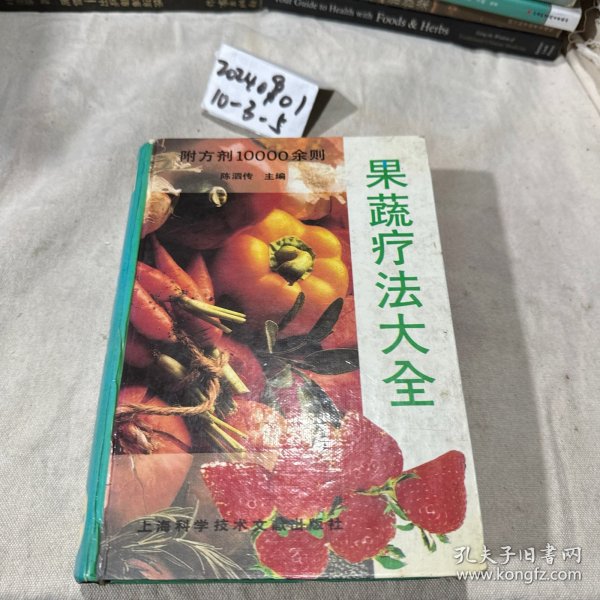 Your Guide to Health with Foods & Herbs
20240901
10-3-5
附方剂10000余则
陈泗传 主编
果蔬疗法大全
上海科学技术文献出版社
孔夫子旧书网
www.kongfz.com